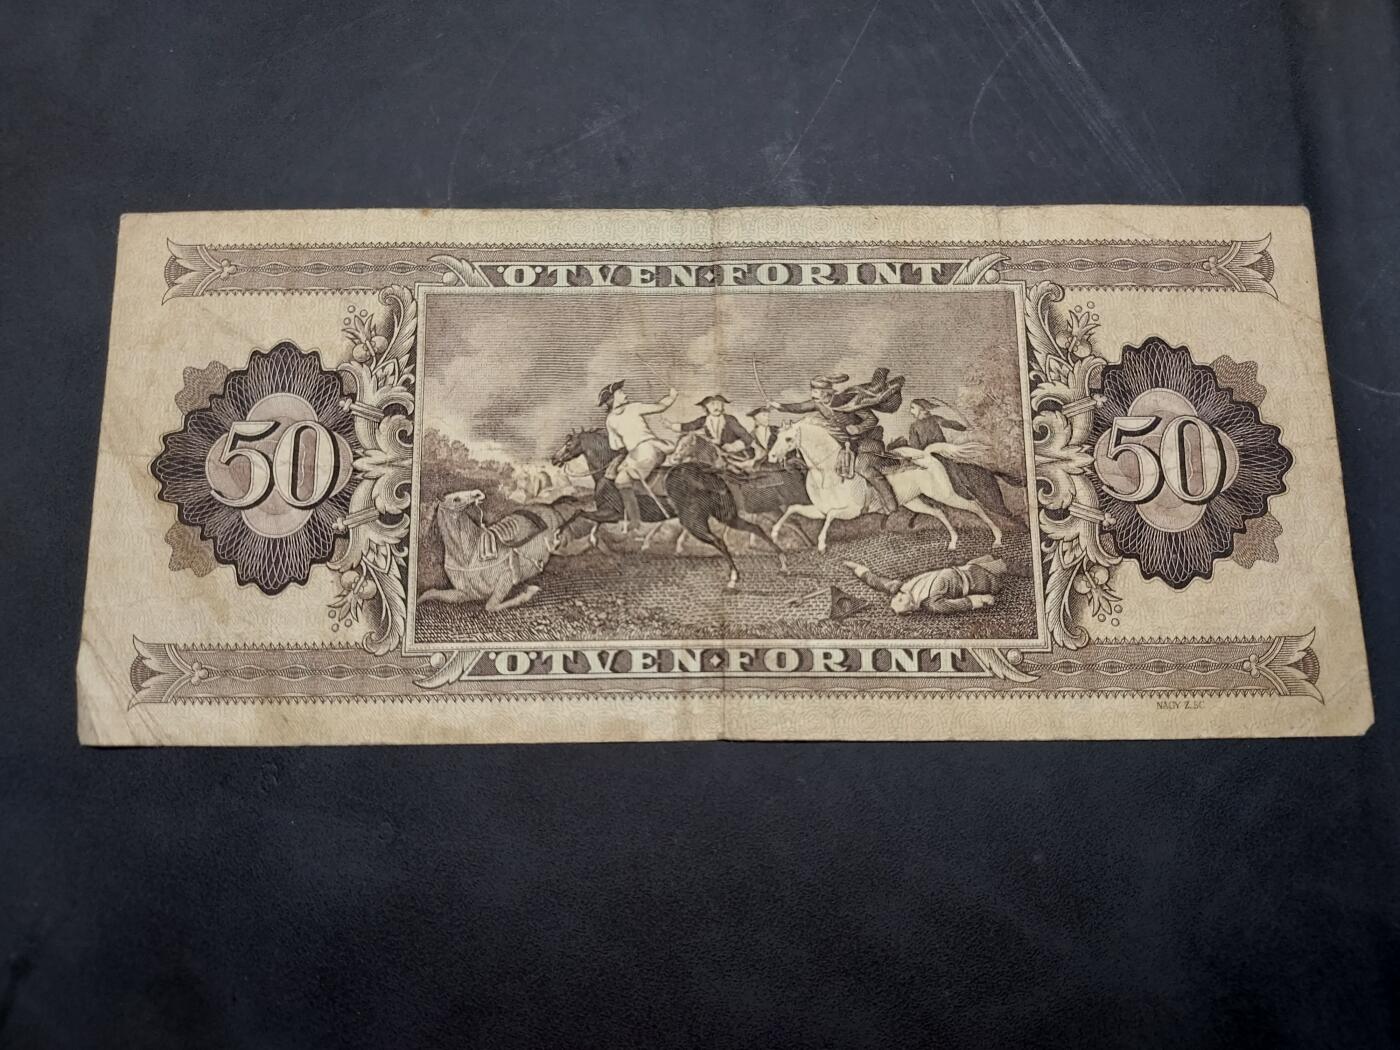 ÖTVEN FORINT
50
50
ÖTVEN FORINT
NAGY Z. SC